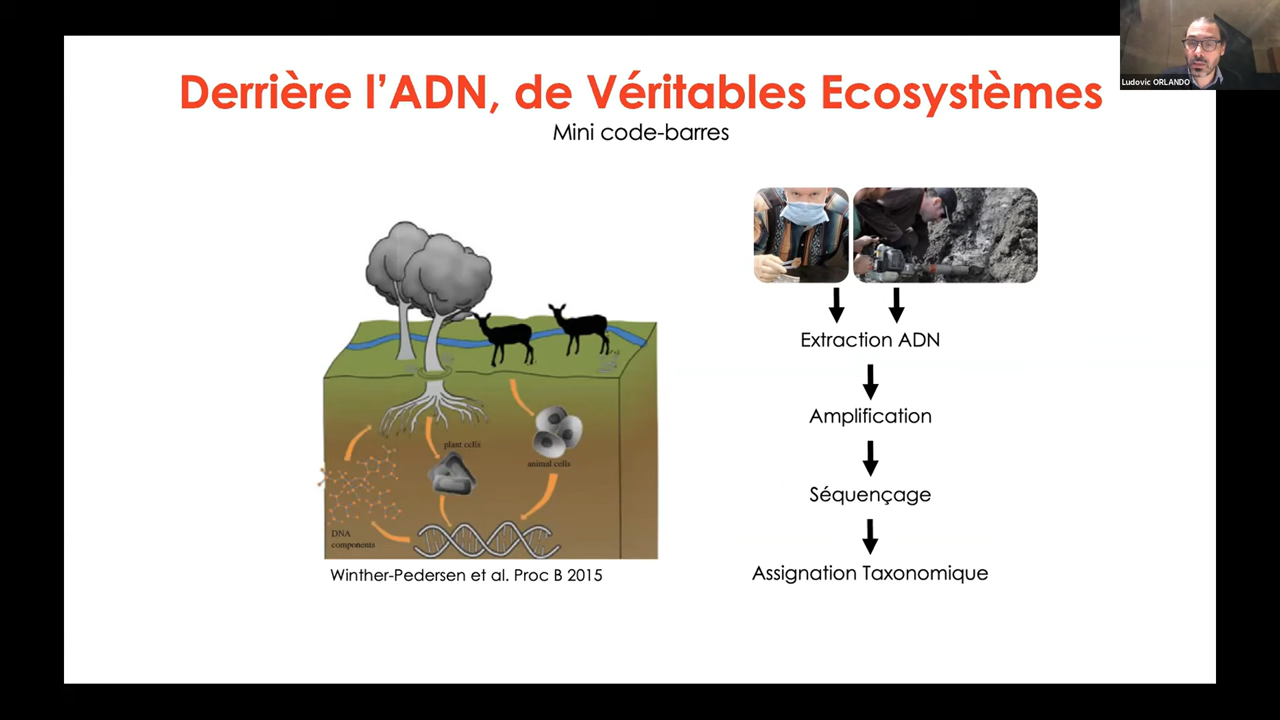 Derrière l'ADN, de Véritables Ecosystèmes
Mini code-barres
Ludovic ORLANDO
plant cells
animal cells
DNA
components
Winther-Pedersen et al. Proc B 2015
Extraction ADN
Amplification
Séquençage
Assignation Taxonomique